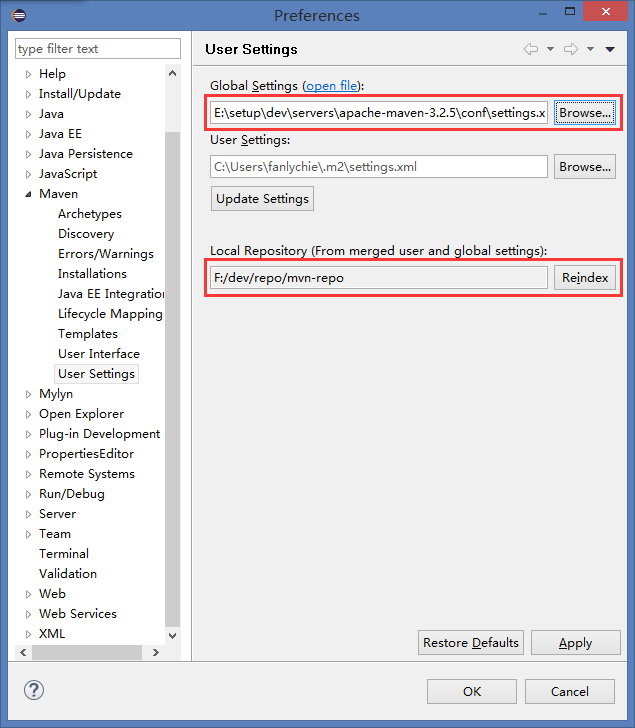 Preferences
type filter text
Help
Install/Update
Java
Java EE
Java Persistence
JavaScript
Maven
Archetypes
Discovery
Errors/Warnings
Installations
Java EE Integration
Lifecycle Mapping
Templates
User Interface
User Settings
Mylyn
Open Explorer
Plug-in Development
PropertiesEditor
Remote Systems
Run/Debug
Server
Team
Terminal
Validation
Web
Web Services
XML
User Settings
Global Settings (open file):
E:\setup\dev\servers\apache-maven-3.2.5\conf\settings.x Browse...
User Settings:
C:\Users\fanlychie\.m2\settings.xml Browse...
Update Settings
Local Repository (From merged user and global settings):
F:/dev/repo/mvn-repo Reindex
Restore Defaults Apply
? OK Cancel